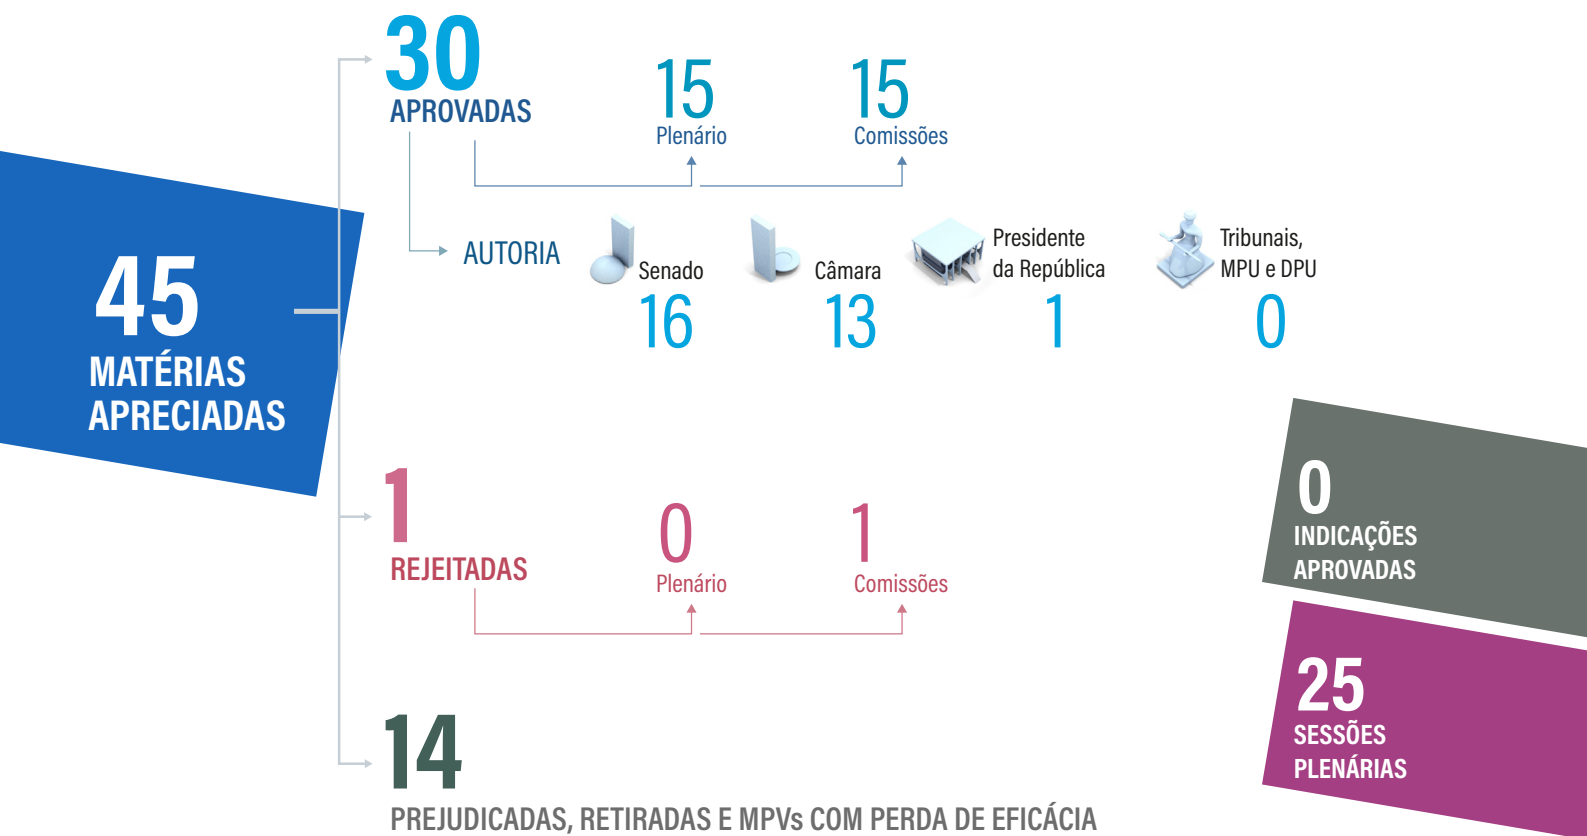 45
MATÉRIAS
APRECIADAS
30
APROVADAS
15
Plenário
15
Comissões
AUTORIA
Senado
16
Câmara
13
Presidente
da República
1
Tribunais,
MPU e DPU
0
1
REJEITADAS
0
Plenário
1
Comissões
14
PREJUDICADAS, RETIRADAS E MPVs COM PERDA DE EFICÁCIA
0
INDICAÇÕES
APROVADAS
25
SESSÕES
PLENÁRIAS